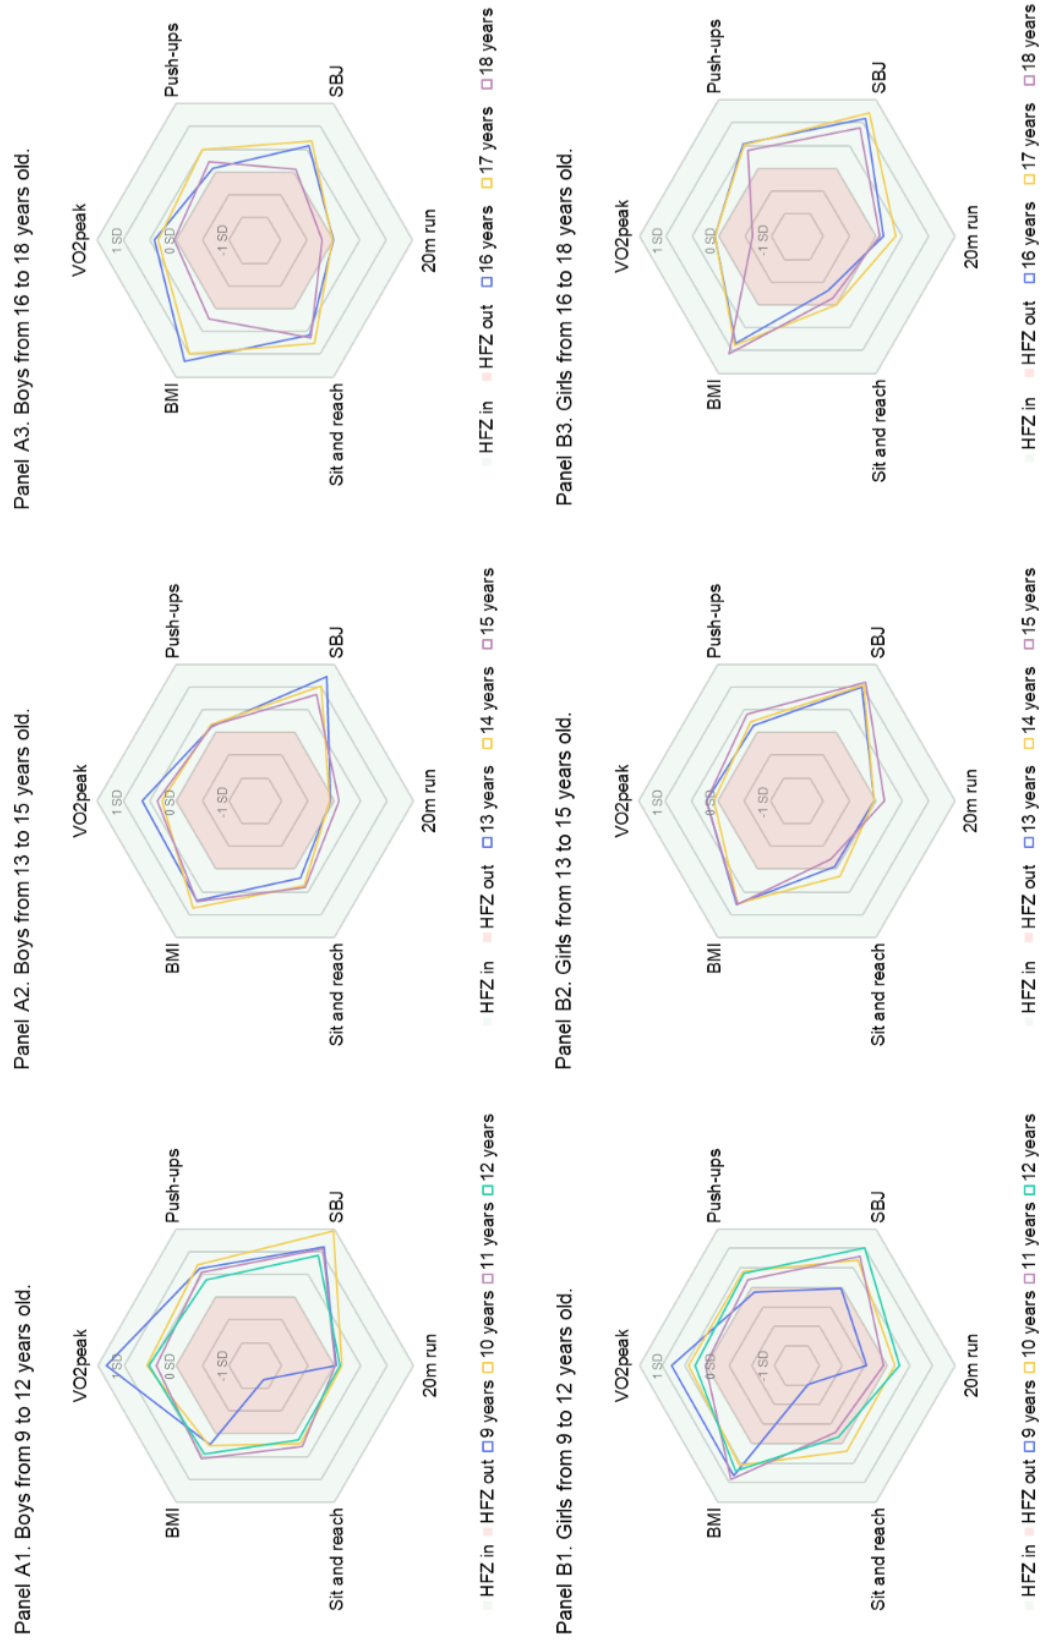 Panel A1. Boys from 9 to 12 years old.
VO2peak
Push-ups
SBJ
20m run
Sit and reach
BMI
1 SD
0 SD
-1 SD
HFZ in HFZ out 9 years 10 years 11 years 12 years
Panel A2. Boys from 13 to 15 years old.
VO2peak
Push-ups
SBJ
20m run
Sit and reach
BMI
1 SD
0 SD
-1 SD
HFZ in HFZ out 13 years 14 years 15 years
Panel A3. Boys from 16 to 18 years old.
VO2peak
Push-ups
SBJ
20m run
Sit and reach
BMI
1 SD
0 SD
-1 SD
HFZ in HFZ out 16 years 17 years 18 years
Panel B1. Girls from 9 to 12 years old.
VO2peak
Push-ups
SBJ
20m run
Sit and reach
BMI
1 SD
0 SD
-1 SD
HFZ in HFZ out 9 years 10 years 11 years 12 years
Panel B2. Girls from 13 to 15 years old.
VO2peak
Push-ups
SBJ
20m run
Sit and reach
BMI
1 SD
0 SD
-1 SD
HFZ in HFZ out 13 years 14 years 15 years
Panel B3. Girls from 16 to 18 years old.
VO2peak
Push-ups
SBJ
20m run
Sit and reach
BMI
1 SD
0 SD
-1 SD
HFZ in HFZ out 16 years 17 years 18 years